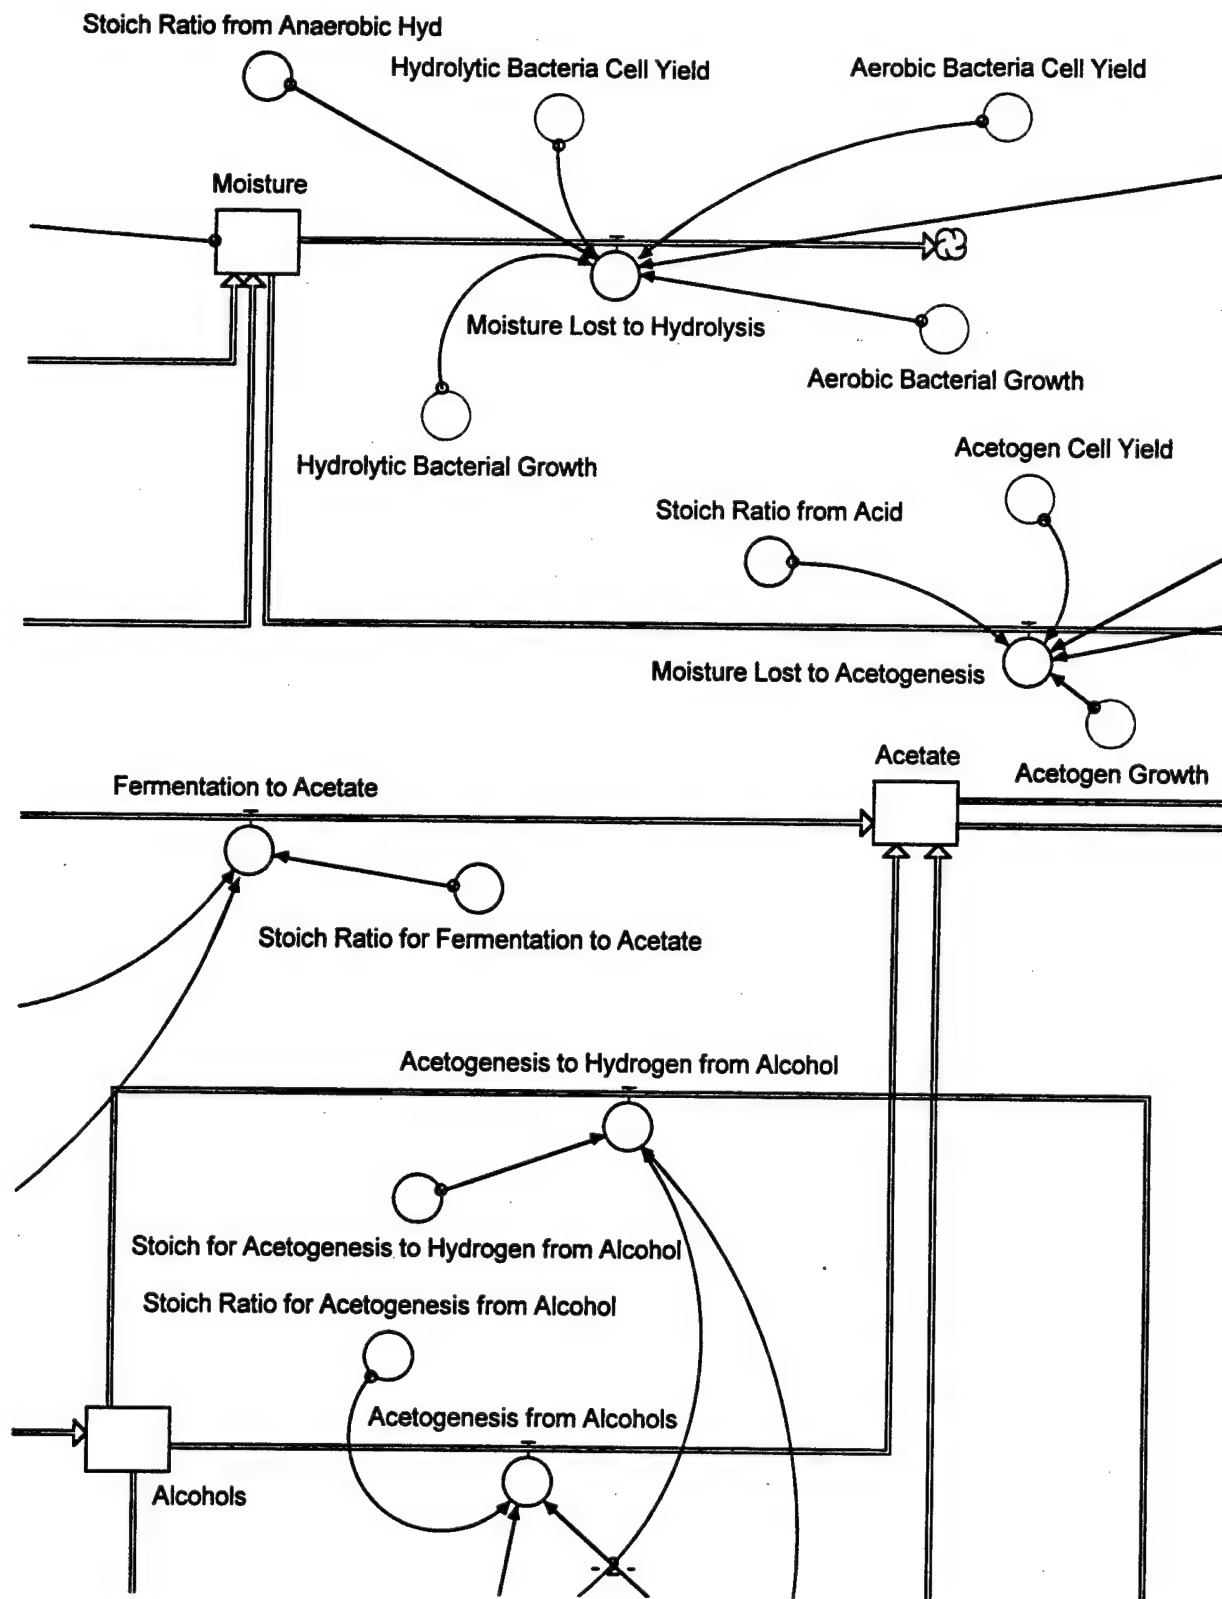 Stoich Ratio from Anaerobic Hyd
Hydrolytic Bacteria Cell Yield
Aerobic Bacteria Cell Yield
Moisture
Moisture Lost to Hydrolysis
Aerobic Bacterial Growth
Hydrolytic Bacterial Growth
Acetogen Cell Yield
Stoich Ratio from Acid
Moisture Lost to Acetogenesis
Acetate
Acetogen Growth
Fermentation to Acetate
Stoich Ratio for Fermentation to Acetate
Acetogenesis to Hydrogen from Alcohol
Stoich for Acetogenesis to Hydrogen from Alcohol
Stoich Ratio for Acetogenesis from Alcohol
Acetogenesis from Alcohols
Alcohols